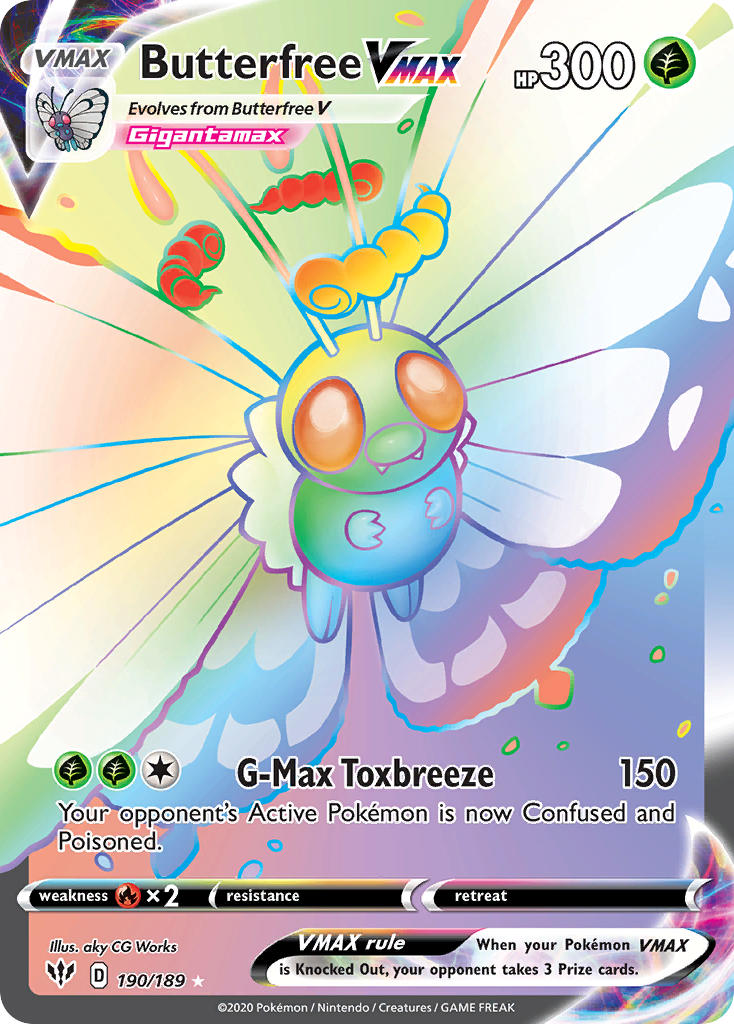 VMAX
Butterfree VMAX
HP 300
Evolves from Butterfree V
Gigantamax
G-Max Toxbreeze 150
Your opponent's Active Pokémon is now Confused and
Poisoned.
weakness ×2 resistance retreat
Illus. aky CG Works
VMAX rule When your Pokémon VMAX
is Knocked Out, your opponent takes 3 Prize cards.
D 190/189
©2020 Pokémon / Nintendo / Creatures / GAME FREAK